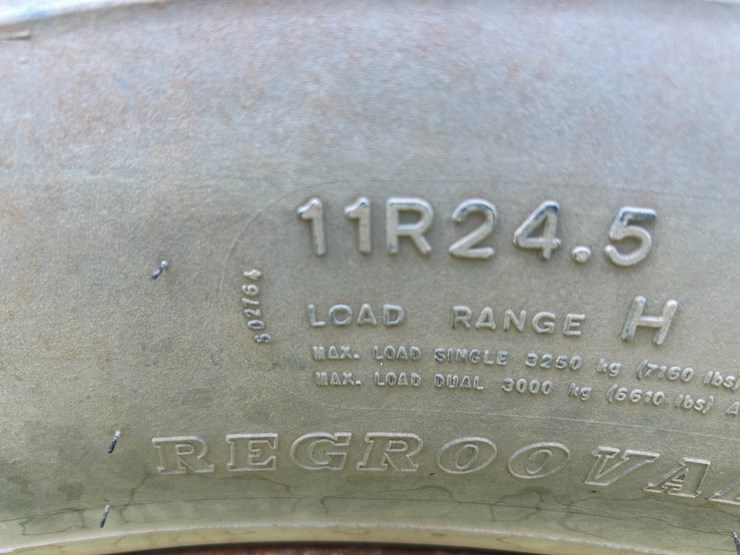 11R24.5
S02764
LOAD RANGE H
MAX. LOAD SINGLE 3250 kg (7160 lbs)
MAX. LOAD DUAL 3000 kg (6610 lbs) A
REGROOVA